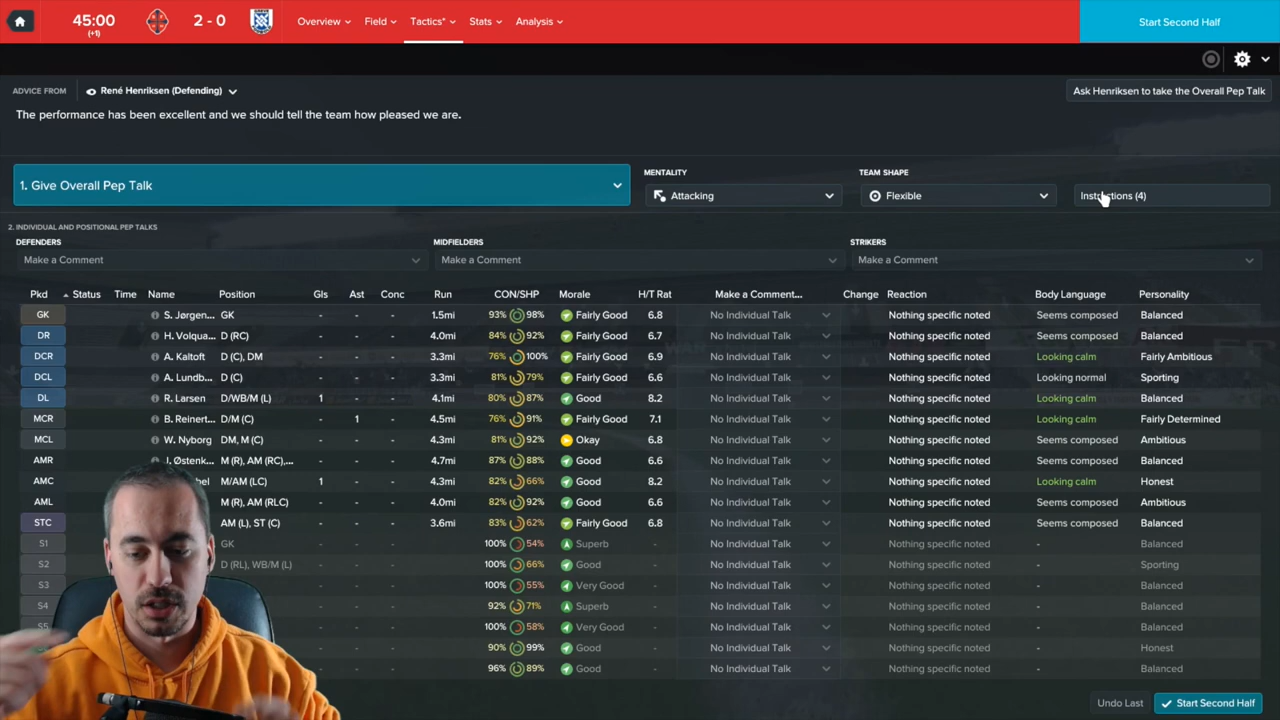 45:00
(+1)
2 - 0
Overview
Field
Tactics*
Stats
Analysis
Start Second Half
ADVICE FROM
René Henriksen (Defending)
Ask Henriksen to take the Overall Pep Talk
The performance has been excellent and we should tell the team how pleased we are.
1. Give Overall Pep Talk
MENTALITY
Attacking
TEAM SHAPE
Flexible
Instructions (4)
2. INDIVIDUAL AND POSITIONAL PEP TALKS
DEFENDERS
Make a Comment
MIDFIELDERS
Make a Comment
STRIKERS
Make a Comment
Pkd Status Time Name Position Gls Ast Conc Run CON/SHP Morale H/T Rat Make a Comment... Change Reaction Body Language Personality
GK S. Jørgen... GK - - - 1.5mi 93% 98% Fairly Good 6.8 No Individual Talk Nothing specific noted Seems composed Balanced
DR H. Volqua... D (RC) - - - 4.0mi 84% 92% Fairly Good 6.7 No Individual Talk Nothing specific noted Seems composed Balanced
DCR A. Kaltoft D (C), DM - - - 3.3mi 76% 100% Fairly Good 6.9 No Individual Talk Nothing specific noted Looking calm Fairly Ambitious
DCL A. Lundb... D (C) - - - 3.3mi 81% 79% Fairly Good 6.6 No Individual Talk Nothing specific noted Looking normal Sporting
DL R. Larsen D/WB/M (L) 1 - - 4.1mi 80% 87% Good 8.2 No Individual Talk Nothing specific noted Looking calm Balanced
MCR B. Reinert... D/M (C) - 1 - 4.5mi 76% 91% Fairly Good 7.1 No Individual Talk Nothing specific noted Looking calm Fairly Determined
MCL W. Nyborg DM, M (C) - - - 4.3mi 81% 92% Okay 6.8 No Individual Talk Nothing specific noted Seems composed Ambitious
AMR J. Østenk... M (R), AM (RC),... - - - 4.7mi 87% 88% Good 6.6 No Individual Talk Nothing specific noted Seems composed Balanced
AMC M/AM (LC) 1 - - 4.3mi 82% 66% Good 8.2 No Individual Talk Nothing specific noted Looking calm Honest
AML M (R), AM (RLC) - - - 4.0mi 82% 92% Good 6.6 No Individual Talk Nothing specific noted Seems composed Ambitious
STC AM (L), ST (C) - - - 3.6mi 83% 62% Fairly Good 6.8 No Individual Talk Nothing specific noted Seems composed Balanced
S1 GK 100% 54% Superb - No Individual Talk Nothing specific noted - Balanced
S2 D (RL), WB/M (L) 100% 66% Good - No Individual Talk Nothing specific noted - Sporting
S3 100% 55% Very Good - No Individual Talk Nothing specific noted - Balanced
S4 92% 71% Superb - No Individual Talk Nothing specific noted - Balanced
S5 100% 58% Very Good - No Individual Talk Nothing specific noted - Balanced
90% 99% Good - No Individual Talk Nothing specific noted - Honest
96% 89% Good - No Individual Talk Nothing specific noted - Balanced
Undo Last
Start Second Half